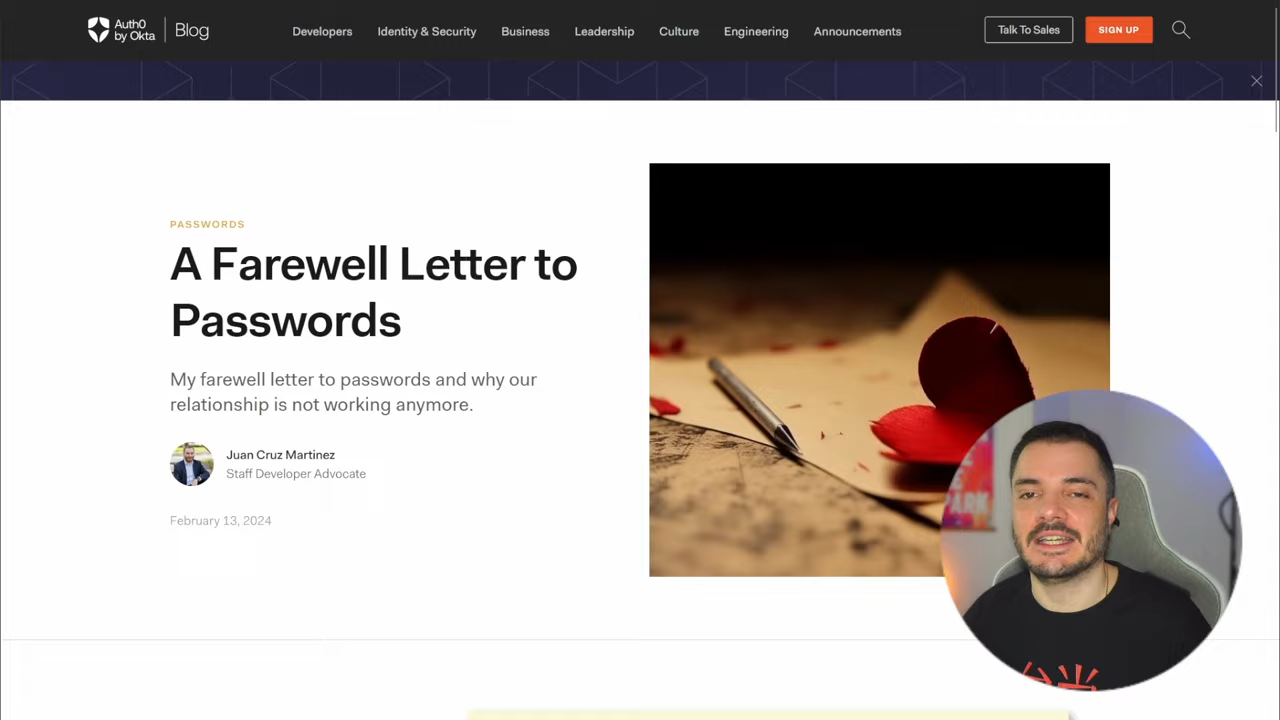 Auth0
by Okta
Blog
Developers
Identity & Security
Business
Leadership
Culture
Engineering
Announcements
Talk To Sales
SIGN UP
PASSWORDS
A Farewell Letter to
Passwords
My farewell letter to passwords and why our
relationship is not working anymore.
Juan Cruz Martinez
Staff Developer Advocate
February 13, 2024
PARK